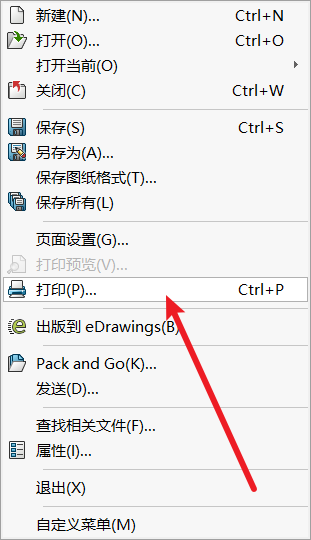 新建(N)... Ctrl+N
打开(O)... Ctrl+O
打开当前(O)
关闭(C) Ctrl+W
保存(S) Ctrl+S
另存为(A)...
保存图纸格式(T)...
保存所有(L)
页面设置(G)...
打印预览(V)...
打印(P)... Ctrl+P
出版到 eDrawings(B)
Pack and Go(K)...
发送(D)...
查找相关文件(F)...
属性(I)...
退出(X)
自定义菜单(M)